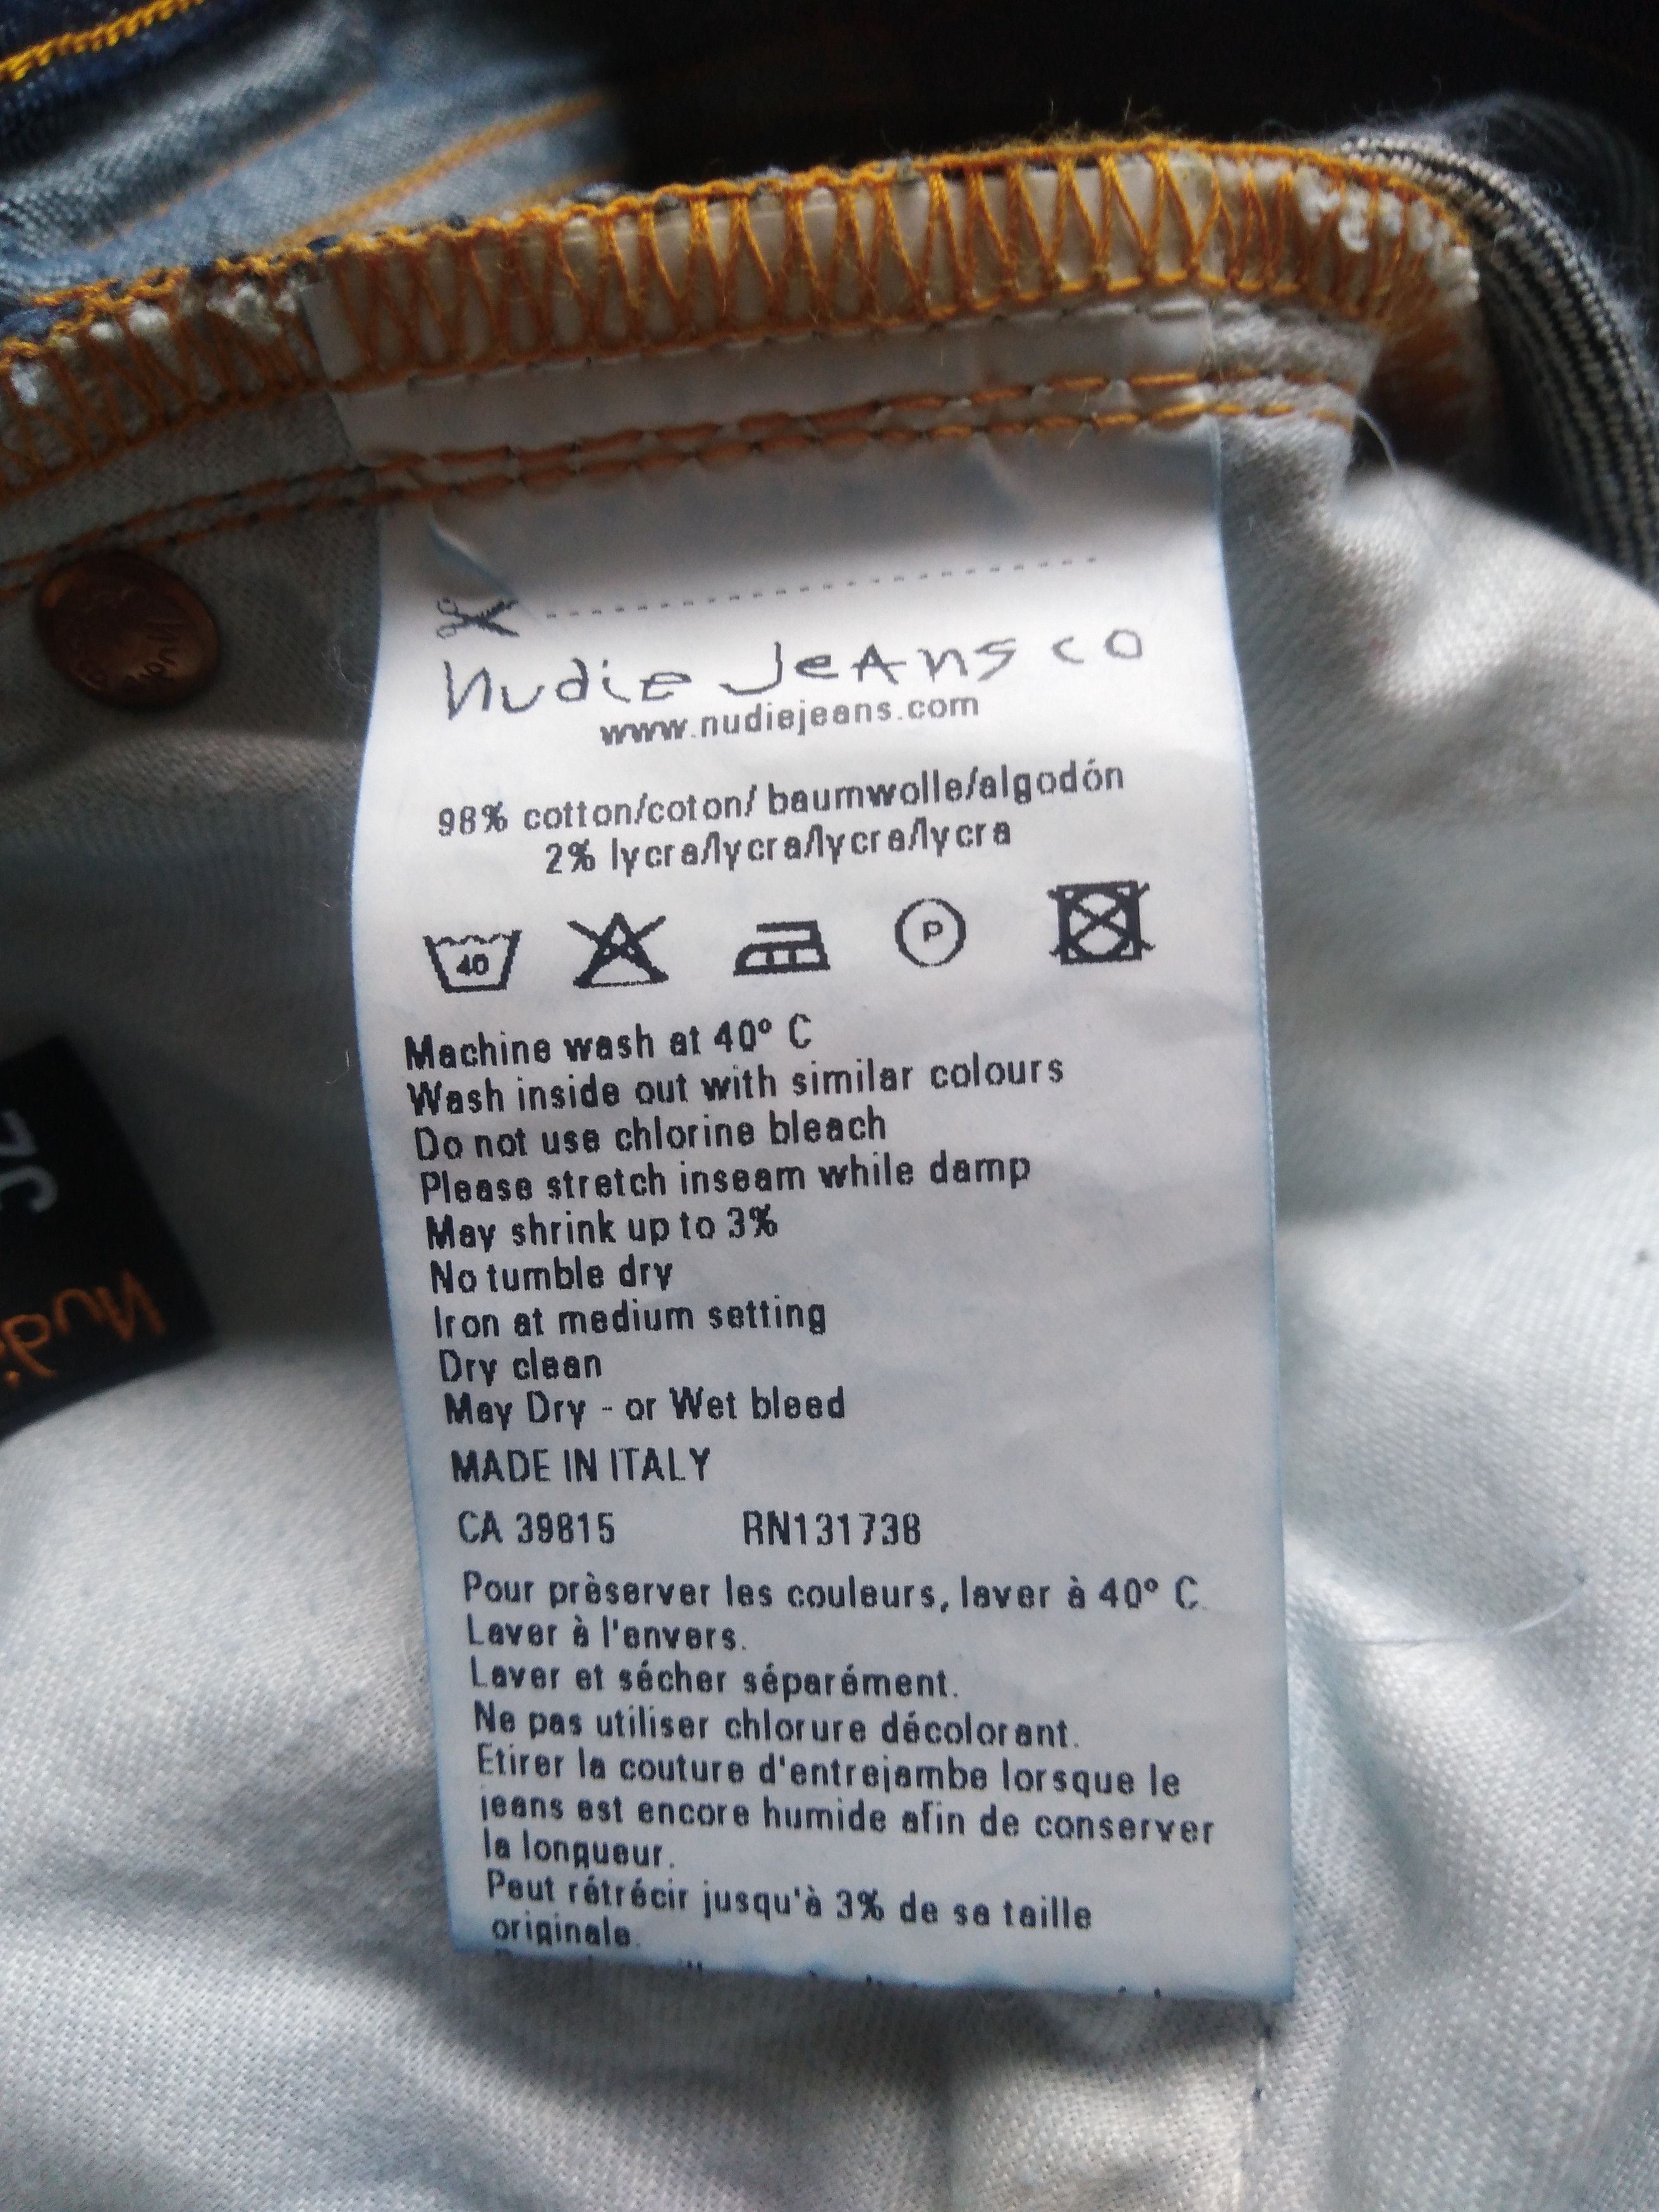 nudie jeans co
www.nudiejeans.com
98% cotton/coton/ baumwolle/algodón
2% lycra/lycra/lycra/lycra
40
P
Machine wash at 40° C
Wash inside out with similar colours
Do not use chlorine bleach
Please stretch inseam while damp
May shrink up to 3%
No tumble dry
Iron at medium setting
Dry clean
May Dry - or Wet bleed
MADE IN ITALY
CA 39815 RN131738
Pour prèserver les couleurs, laver à 40° C.
Laver à l'envers.
Laver et sécher séparément.
Ne pas utiliser chlorure décolorant.
Etirer la couture d'entrejambe lorsque le
jeans est encore humide afin de conserver
la longueur.
Peut rétrécir jusqu'à 3% de sa taille
originale.
Nudi